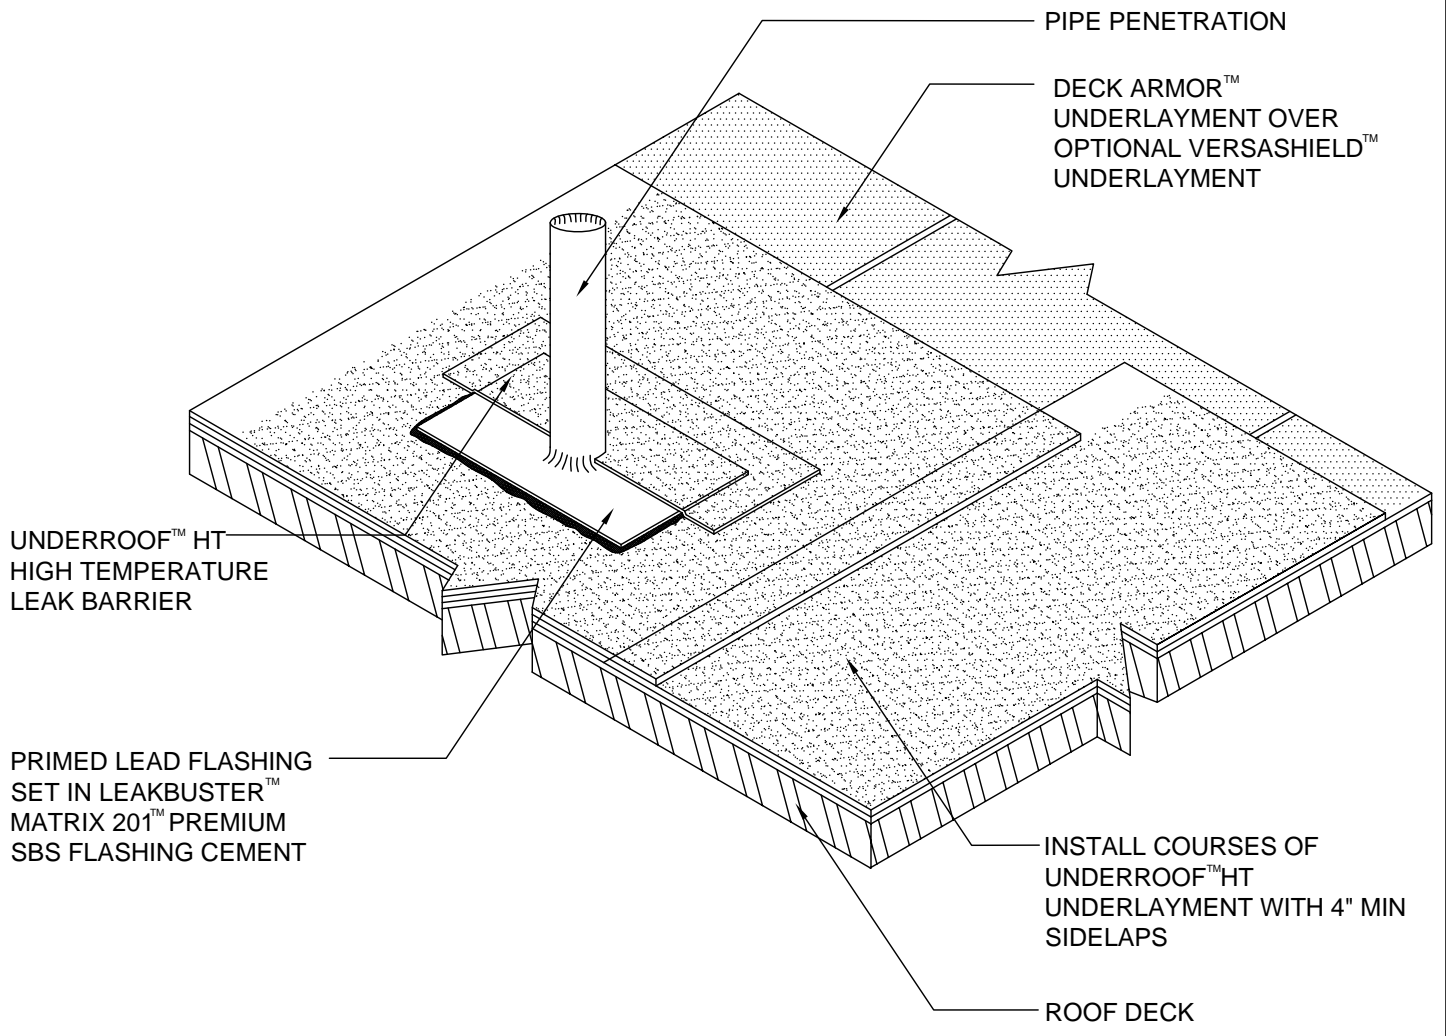 PIPE PENETRATION
DECK ARMOR™
UNDERLAYMENT OVER
OPTIONAL VERSASHIELD™
UNDERLAYMENT
UNDERROOF™ HT
HIGH TEMPERATURE
LEAK BARRIER
PRIMED LEAD FLASHING
SET IN LEAKBUSTER™
MATRIX 201™ PREMIUM
SBS FLASHING CEMENT
INSTALL COURSES OF
UNDERROOF™HT
UNDERLAYMENT WITH 4" MIN
SIDELAPS
ROOF DECK